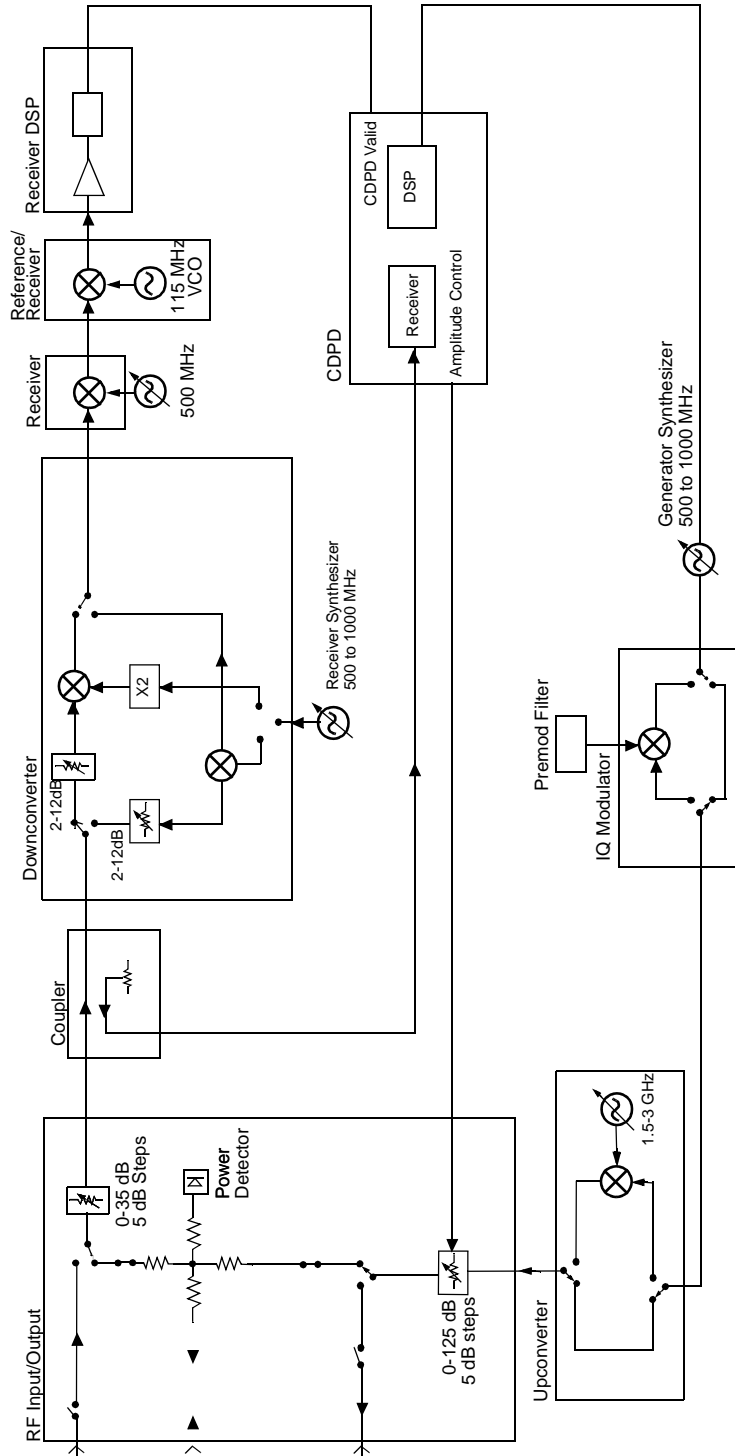 RF Input/Output
0-35 dB
5 dB Steps
Power
Detector
0-125 dB
5 dB steps
Coupler
Downconverter
2-12dB
2-12dB
X2
Receiver Synthesizer
500 to 1000 MHz
Receiver
500 MHz
Reference/
Receiver
115 MHz
VCO
Receiver DSP
CDPD
Receiver
Amplitude Control
CDPD Valid
DSP
Upconverter
1.5-3 GHz
IQ Modulator
Premod Filter
Generator Synthesizer
500 to 1000 MHz